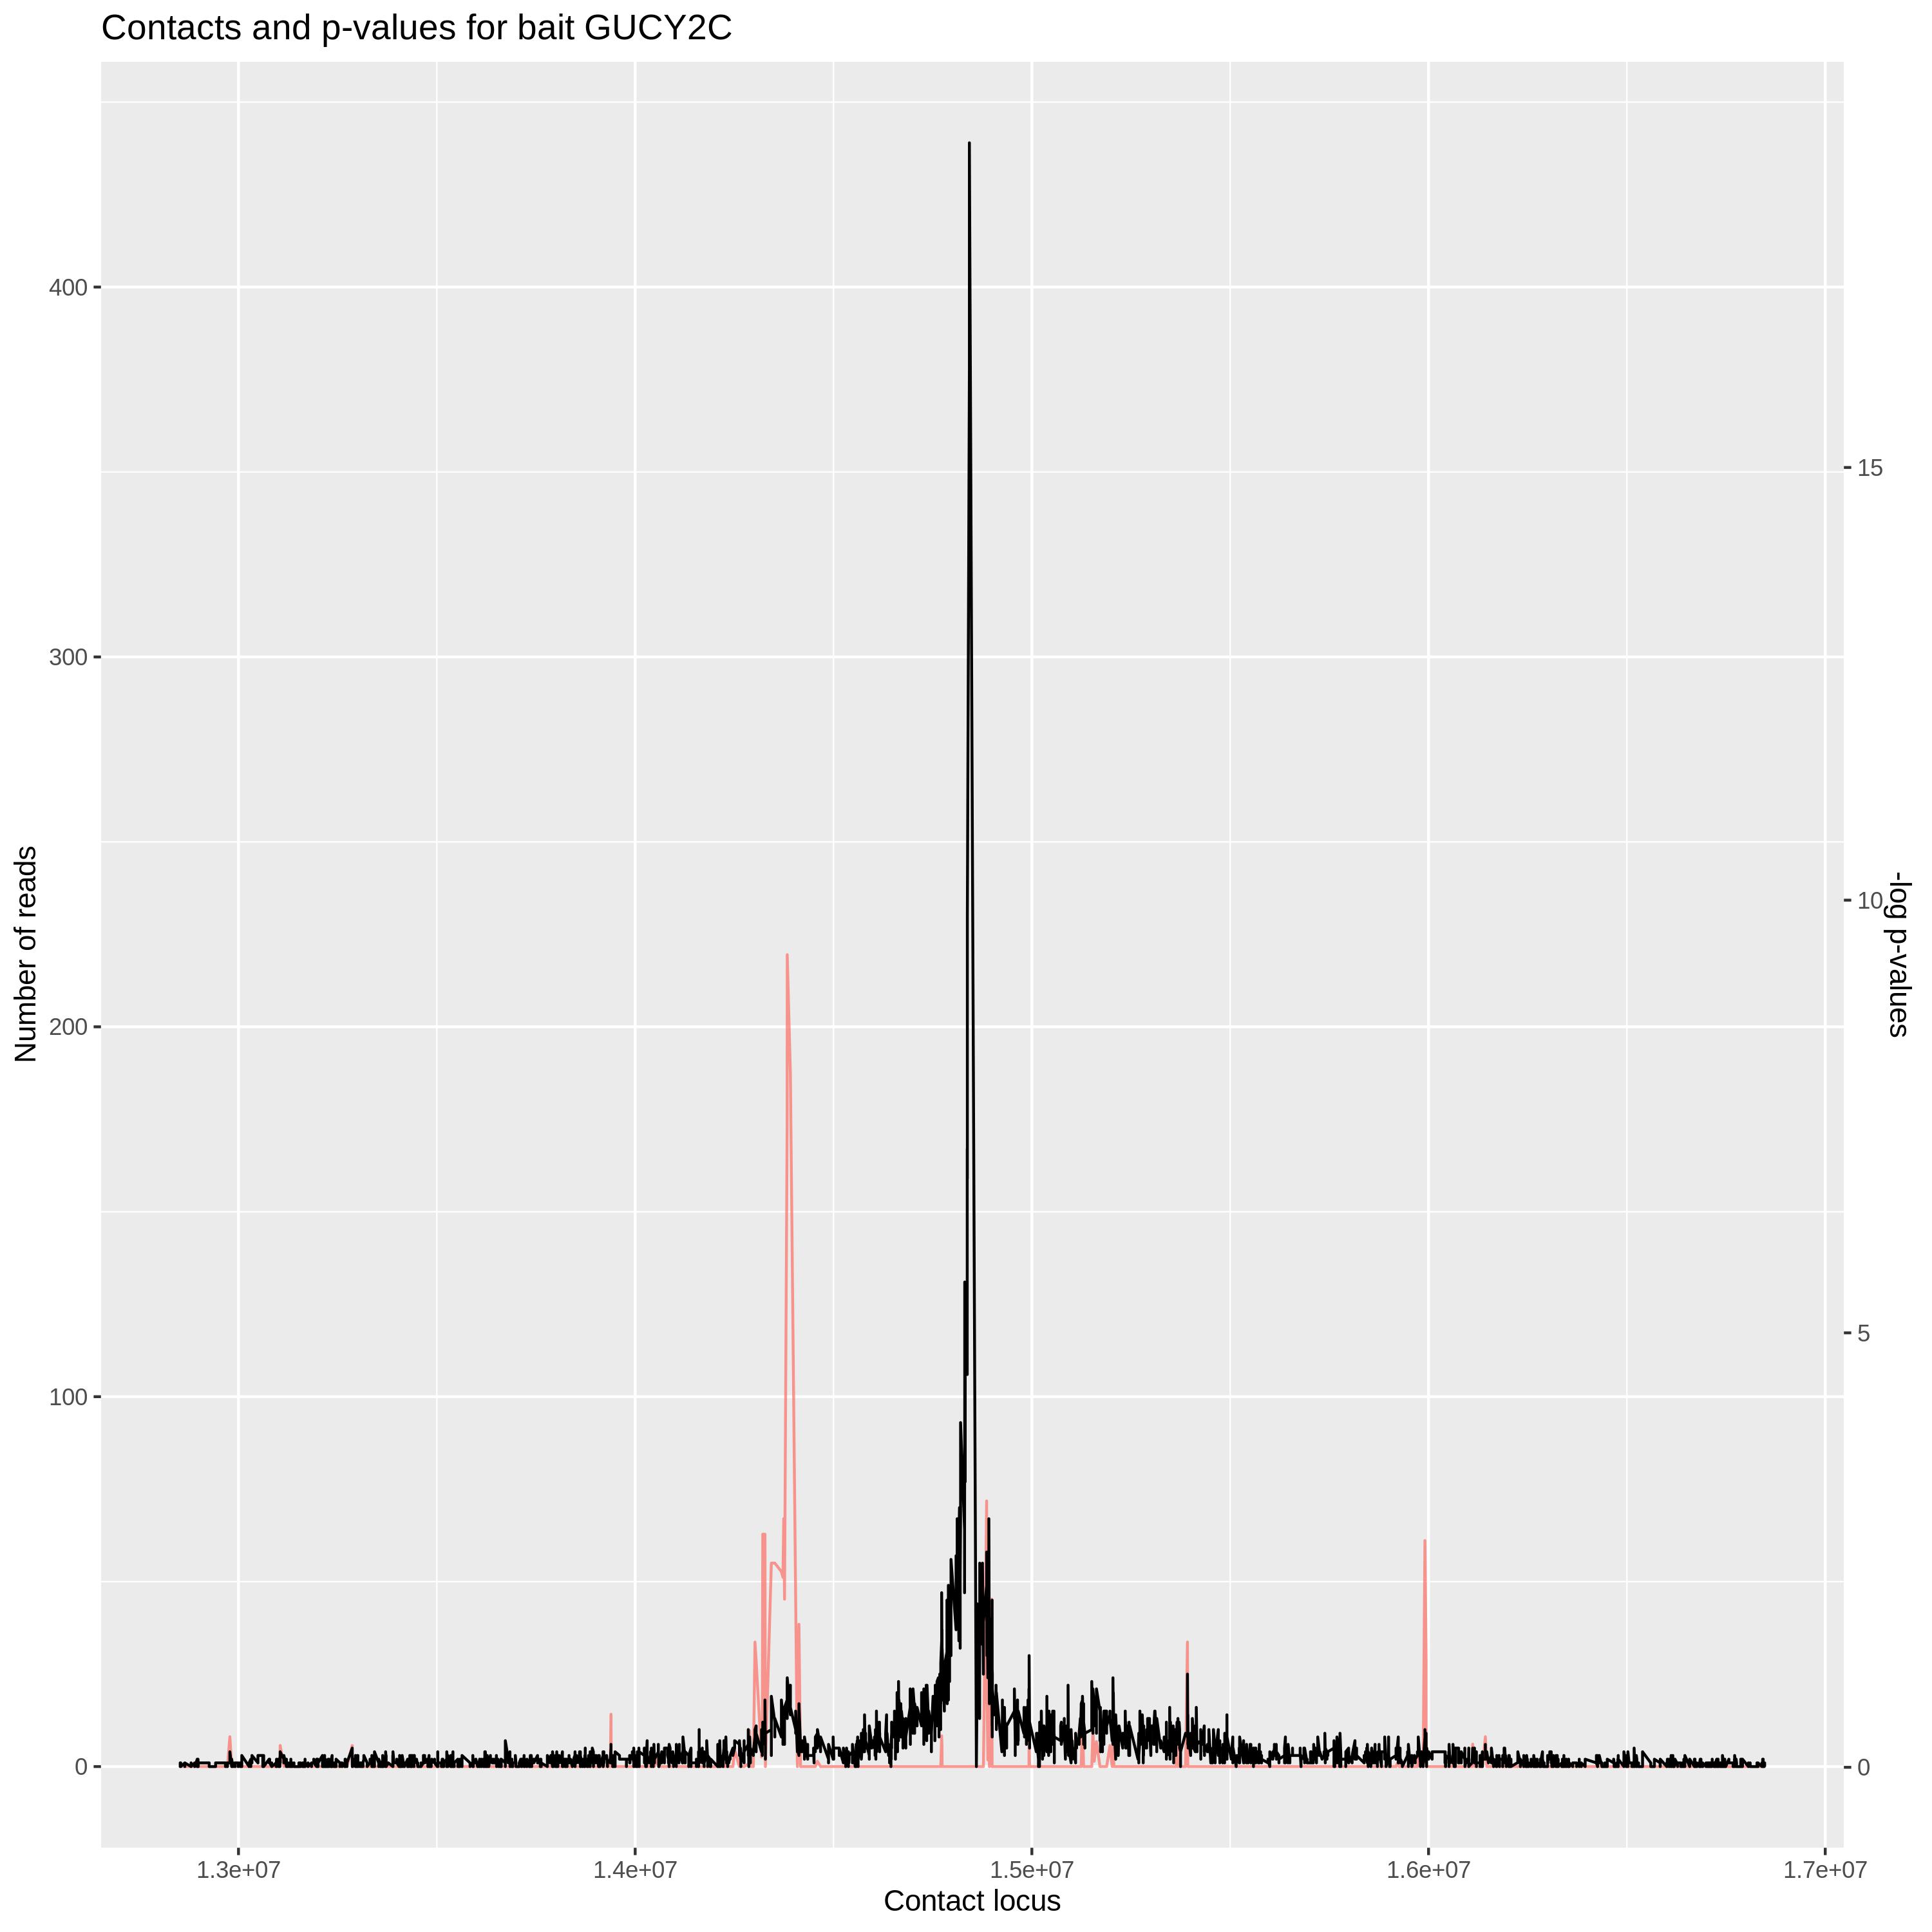 Contacts and p-values for bait GUCY2C
400
300
200
100
0
Number of reads
15
10
5
0
-log p-values
1.3e+07
1.4e+07
1.5e+07
1.6e+07
1.7e+07
Contact locus